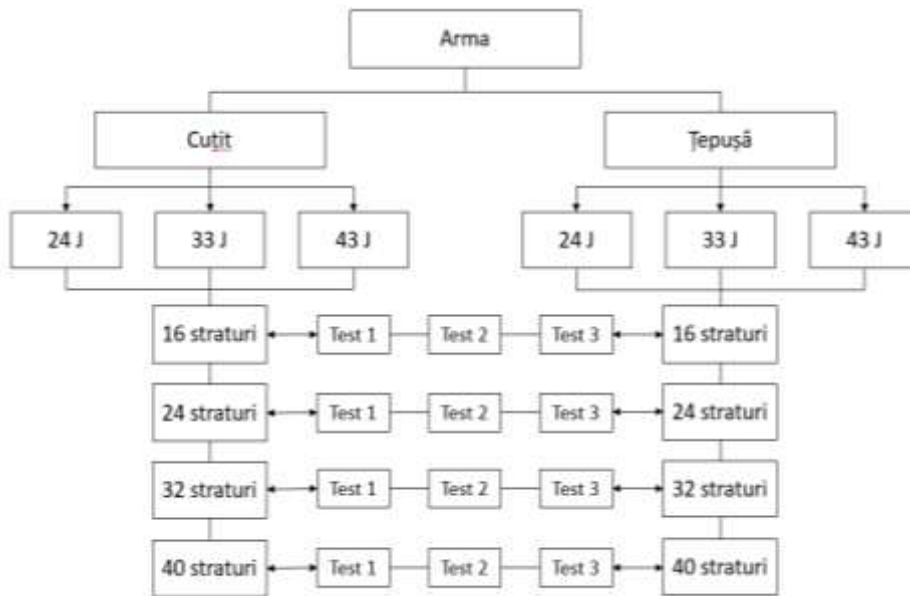 Arma
Cuțit
Țepușă
24 J
33 J
43 J
24 J
33 J
43 J
16 straturi
Test 1
Test 2
Test 3
16 straturi
24 straturi
Test 1
Test 2
Test 3
24 straturi
32 straturi
Test 1
Test 2
Test 3
32 straturi
40 straturi
Test 1
Test 2
Test 3
40 straturi